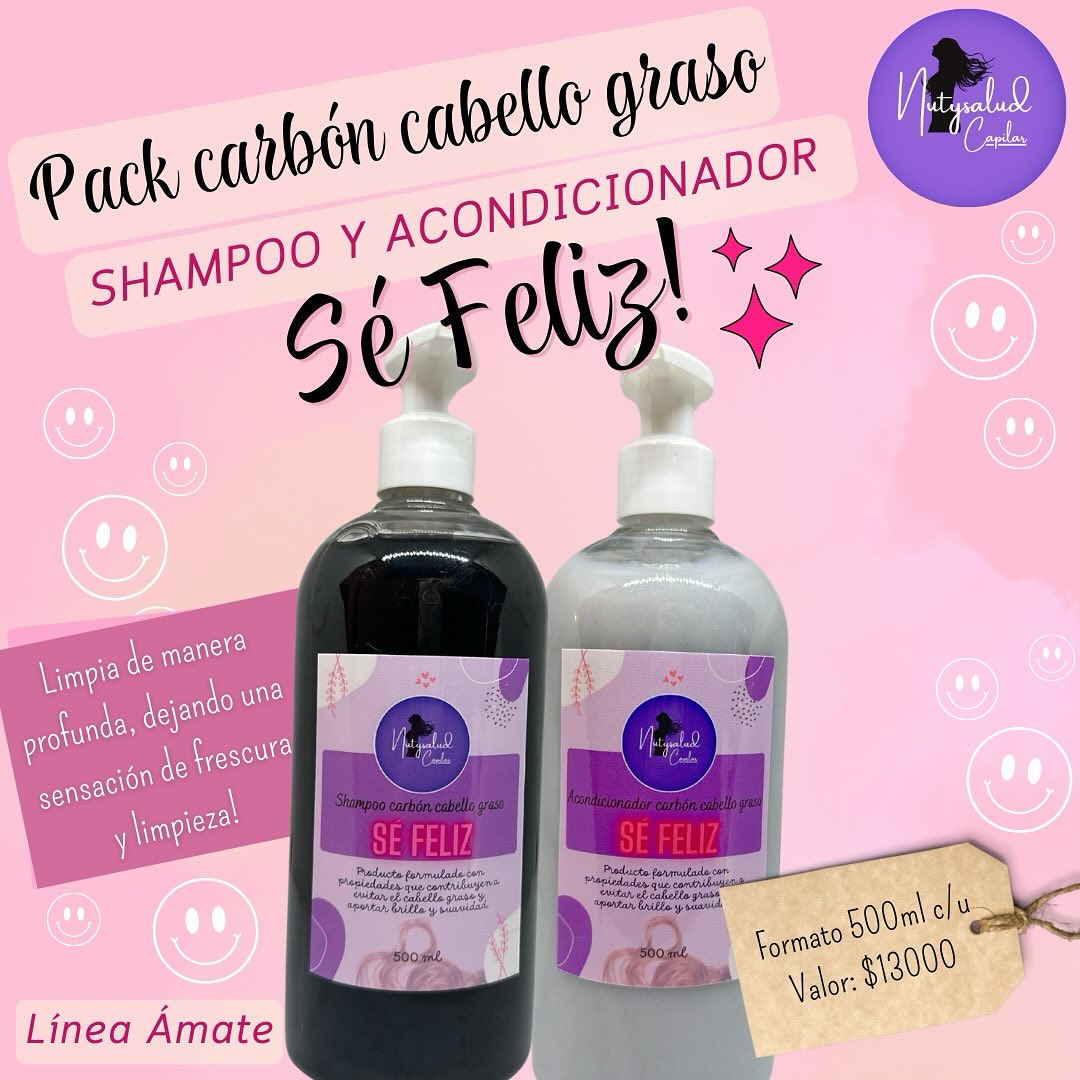 Pack carbón cabello graso
SHAMPOO Y ACONDICIONADOR
Sé Feliz!
Nutysalud
Capilar
Limpia de manera
profunda, dejando una
sensación de frescura
y limpieza!
Nutysalud
Capilar
Shampoo carbón cabello graso
SÉ FELIZ
Producto formulado con
propiedades que contribuyen a
evitar el cabello graso y
aportar brillo y suavidad
500 ml
Nutysalud
Capilar
Acondicionador carbón cabello graso
SÉ FELIZ
Producto formulado con
propiedades que contribuyen a
evitar el cabello graso y
aportar brillo y
500 ml
Formato 500ml c/u
Valor: $13000
Línea Ámate